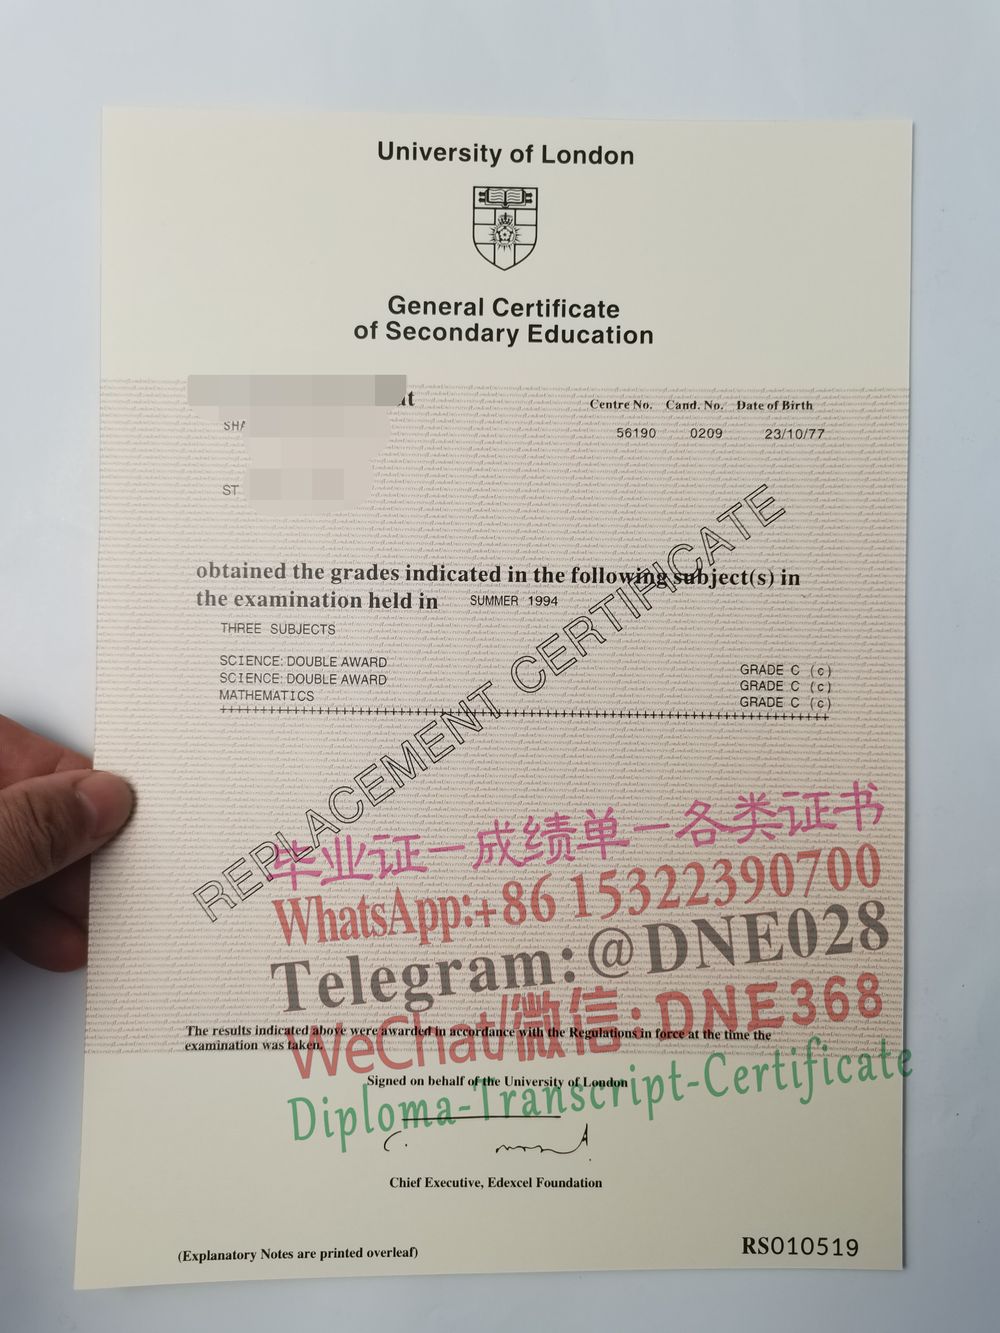 University of London
General Certificate
of Secondary Education
Centre No. Cand. No. Date of Birth
56190 0209 23/10/77
ST
obtained the grades indicated in the following subject(s) in
the examination held in SUMMER 1994
THREE SUBJECTS
SCIENCE: DOUBLE AWARD GRADE C (c)
SCIENCE: DOUBLE AWARD GRADE C (c)
MATHEMATICS GRADE C (c)
REPLACEMENT CERTIFICATE
毕业证-成绩单-各类证书
WhatsApp:+86 15322390700
Telegram:@DNE028
WeChat/微信:DNE368
The results indicated above were awarded in accordance with the Regulations in force at the time the
examination was taken.
Signed on behalf of the University of London
Diploma-Transcript-Certificate
Chief Executive, Edexcel Foundation
(Explanatory Notes are printed overleaf)
RS010519